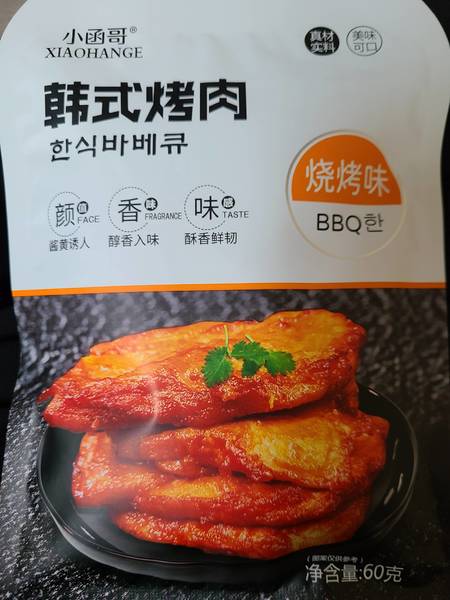 小函哥
XIAOHANGE
真材
实料
美味
可口
韩式烤肉
한식바베큐
烧烤味
BBQ한
颜值
FACE
酱黄诱人
香味
FRAGRANCE
醇香入味
味感
TASTE
酥香鲜韧
(图案仅供参考)
净含量:60克